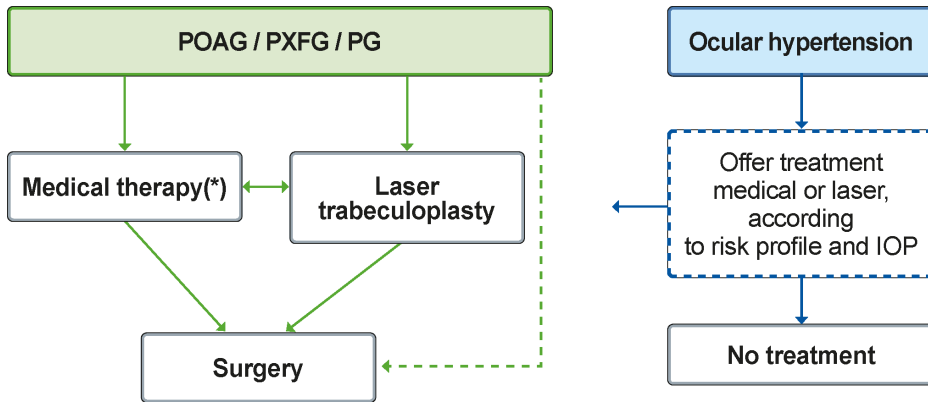 POAG / PXFG / PG
Medical therapy(*)
Laser
trabeculoplasty
Surgery
Ocular hypertension
Offer treatment
medical or laser,
according
to risk profile and IOP
No treatment